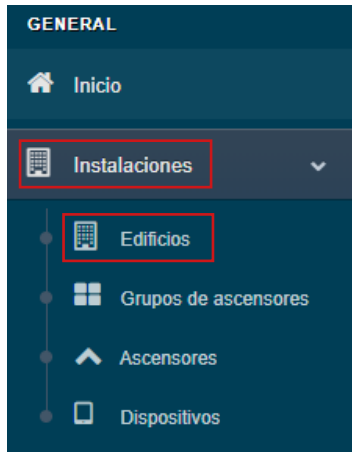 GENERAL
Inicio
Instalaciones
Edificios
Grupos de ascensores
Ascensores
Dispositivos